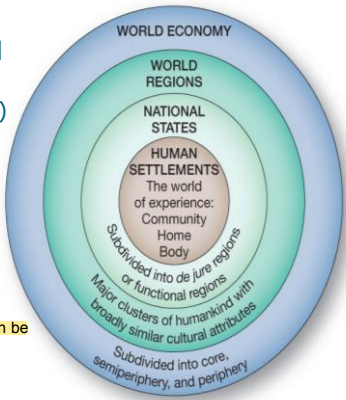 WORLD ECONOMY
WORLD
REGIONS
NATIONAL
STATES
HUMAN
SETTLEMENTS
The world
of experience:
Community
Home
Body
Subdivided into de jure regions
or functional regions
Major clusters of humankind with
broadly similar cultural attributes
Subdivided into core,
semiperiphery, and periphery
)
be